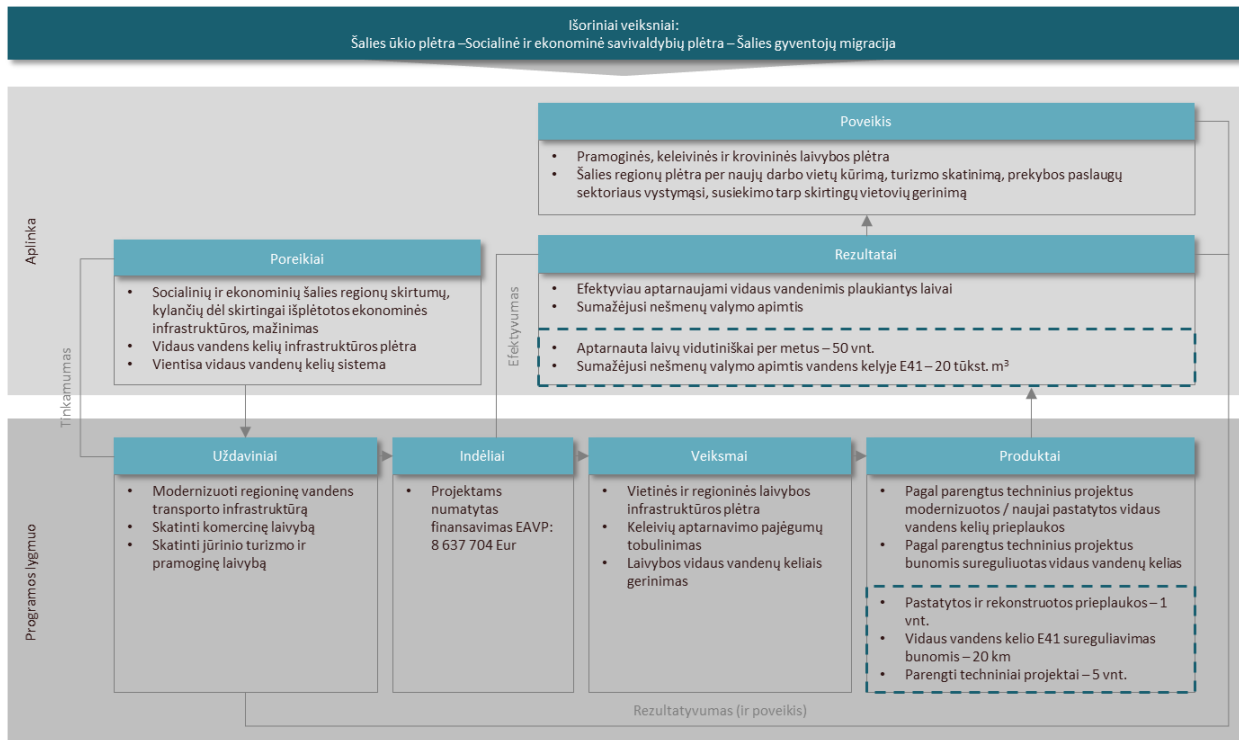 Išoriniai veiksniai:
Šalies ūkio plėtra –Socialinė ir ekonominė savivaldybių plėtra – Šalies gyventojų migracija
Aplinka
Poveikis
• Pramoginės, keleivinės ir krovininės laivybos plėtra
• Šalies regionų plėtra per naujų darbo vietų kūrimą, turizmo skatinimą, prekybos paslaugų
sektoriaus vystymąsi, susiekimo tarp skirtingų vietovių gerinimą
Poreikiai
• Socialinių ir ekonominių šalies regionų skirtumų,
kylančių dėl skirtingai išplėtotos ekonominės
infrastruktūros, mažinimas
• Vidaus vandens kelių infrastruktūros plėtra
• Vientisa vidaus vandenų kelių sistema
Tinkamumas
Efektyvumas
Rezultatai
• Efektyviau aptarnaujami vidaus vandenimis plaukiantys laivai
• Sumažėjusi nešmenų valymo apimtis
• Aptarnauta laivų vidutiniškai per metus – 50 vnt.
• Sumažėjusi nešmenų valymo apimtis vandens kelyje E41 – 20 tūkst. m³
Programos lygmuo
Uždaviniai
• Modernizuoti regioninę vandens
transporto infrastruktūrą
• Skatinti komercinę laivybą
• Skatinti jūrinio turizmo ir
pramoginę laivybą
Indėliai
• Projektams
numatytas
finansavimas EAVP:
8 637 704 Eur
Veiksmai
• Vietinės ir regioninės laivybos
infrastruktūros plėtra
• Keleivių aptarnavimo pajėgumų
tobulinimas
• Laivybos vidaus vandenų keliais
gerinimas
Produktai
• Pagal parengtus techninius projektus
modernizuotos / naujai pastatytos vidaus
vandens kelių prieplaukos
• Pagal parengtus techninius projektus
bunomis sureguliuotas vidaus vandenų kelias
• Pastatytos ir rekonstruotos prieplaukos – 1
vnt.
• Vidaus vandens kelio E41 sureguliavimas
bunomis – 20 km
• Parengti techniniai projektai – 5 vnt.
Rezultatyvumas (ir poveikis)